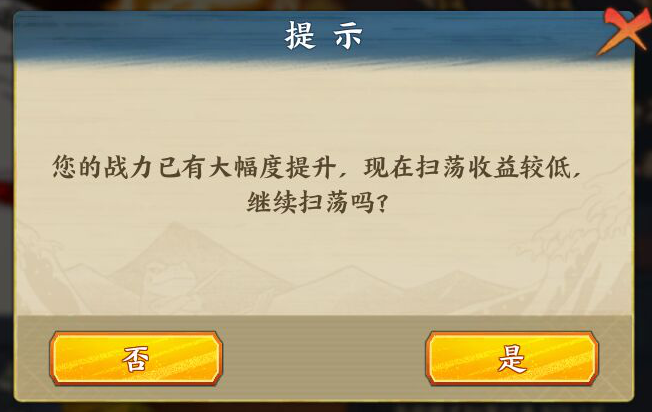 提示
您的战力已有大幅度提升，现在扫荡收益较低，
继续扫荡吗？
否
是